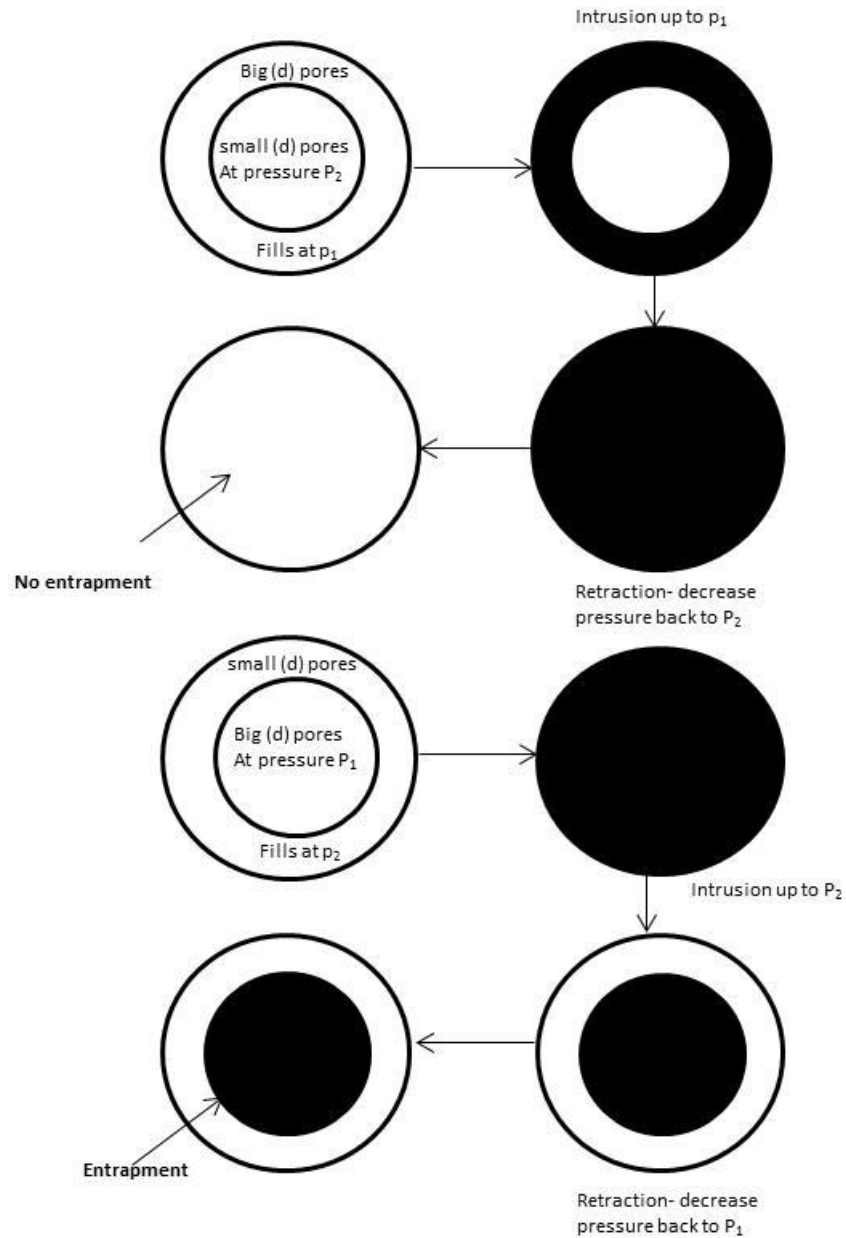 Intrusion up to p₁
Big (d) pores
small (d) pores
At pressure P₂
Fills at p₁
No entrapment
Retraction- decrease
pressure back to P₂
small (d) pores
Big (d) pores
At pressure P₁
Fills at p₂
Intrusion up to P₂
Entrapment
Retraction- decrease
pressure back to P₁